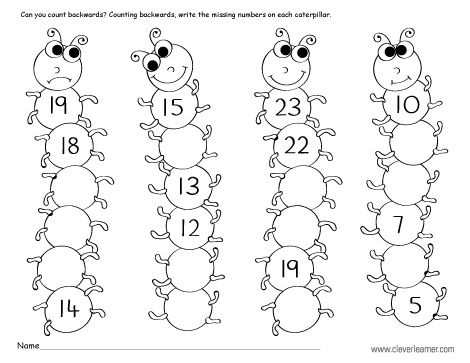 Can you count backwards? Counting backwards, write the missing numbers on each caterpillar.
19 15 23 10
18 22
13
12 7
19
14 5
Name
www.cleverlearner.com